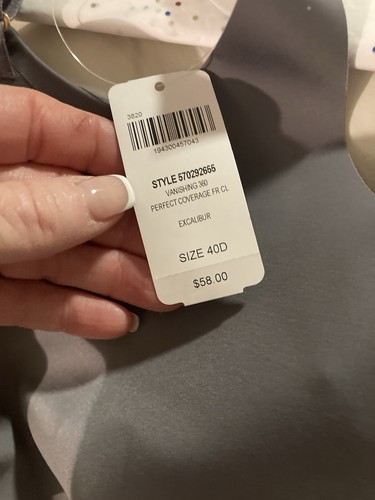 3820
194300457043
STYLE 570292655
VANISHING 360
PERFECT COVERAGE FR CL
EXCALIBUR
SIZE 40D
$58.00